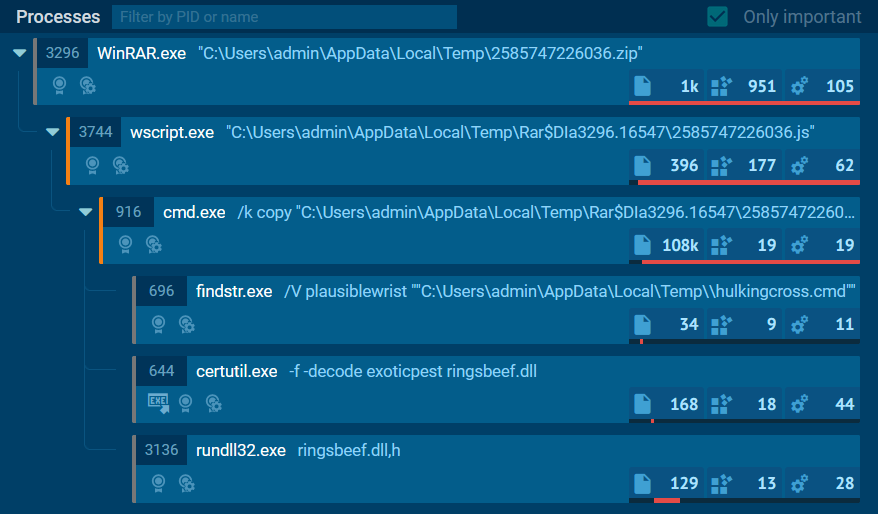 Processes Filter by PID or name Only important
3296 WinRAR.exe "C:\Users\admin\AppData\Local\Temp\2585747226036.zip"
1k 951 105
3744 wscript.exe "C:\Users\admin\AppData\Local\Temp\Rar$DIa3296.16547\2585747226036.js"
396 177 62
916 cmd.exe /k copy "C:\Users\admin\AppData\Local\Temp\Rar$DIa3296.16547\25857472260...
108k 19 19
696 findstr.exe /V plausiblewrist ""C:\Users\admin\AppData\Local\Temp\\hulkingcross.cmd""
34 9 11
644 certutil.exe -f -decode exoticpest ringsbeef.dll
EXE 168 18 44
3136 rundll32.exe ringsbeef.dll,h
129 13 28